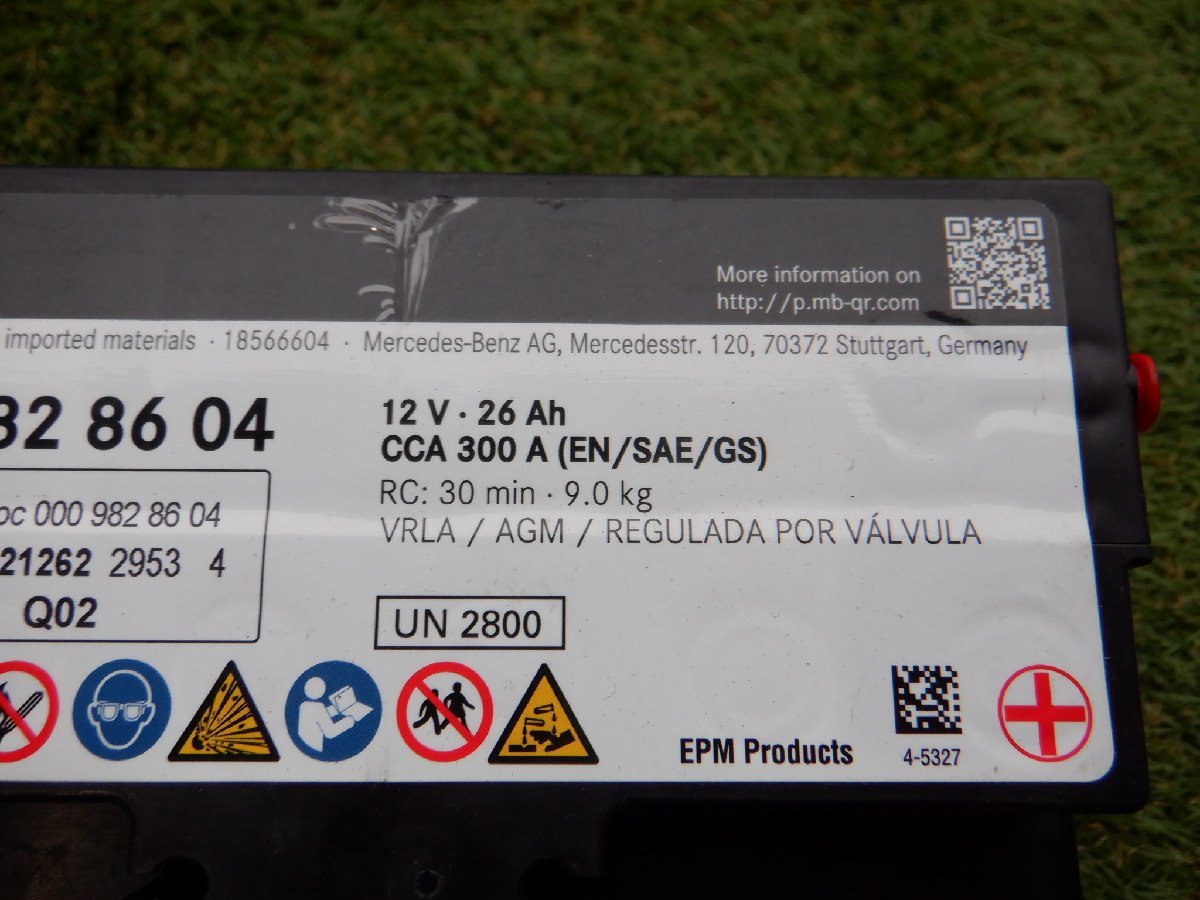 More information on
http://p.mb-qr.com
imported materials · 18566604 · Mercedes-Benz AG, Mercedesstr. 120, 70372 Stuttgart, Germany
82 86 04
12 V · 26 Ah
CCA 300 A (EN/SAE/GS)
RC: 30 min · 9.0 kg
VRLA / AGM / REGULADA POR VÁLVULA
000 982 86 04
21262 2953 4
Q02
UN 2800
EPM Products
4-5327